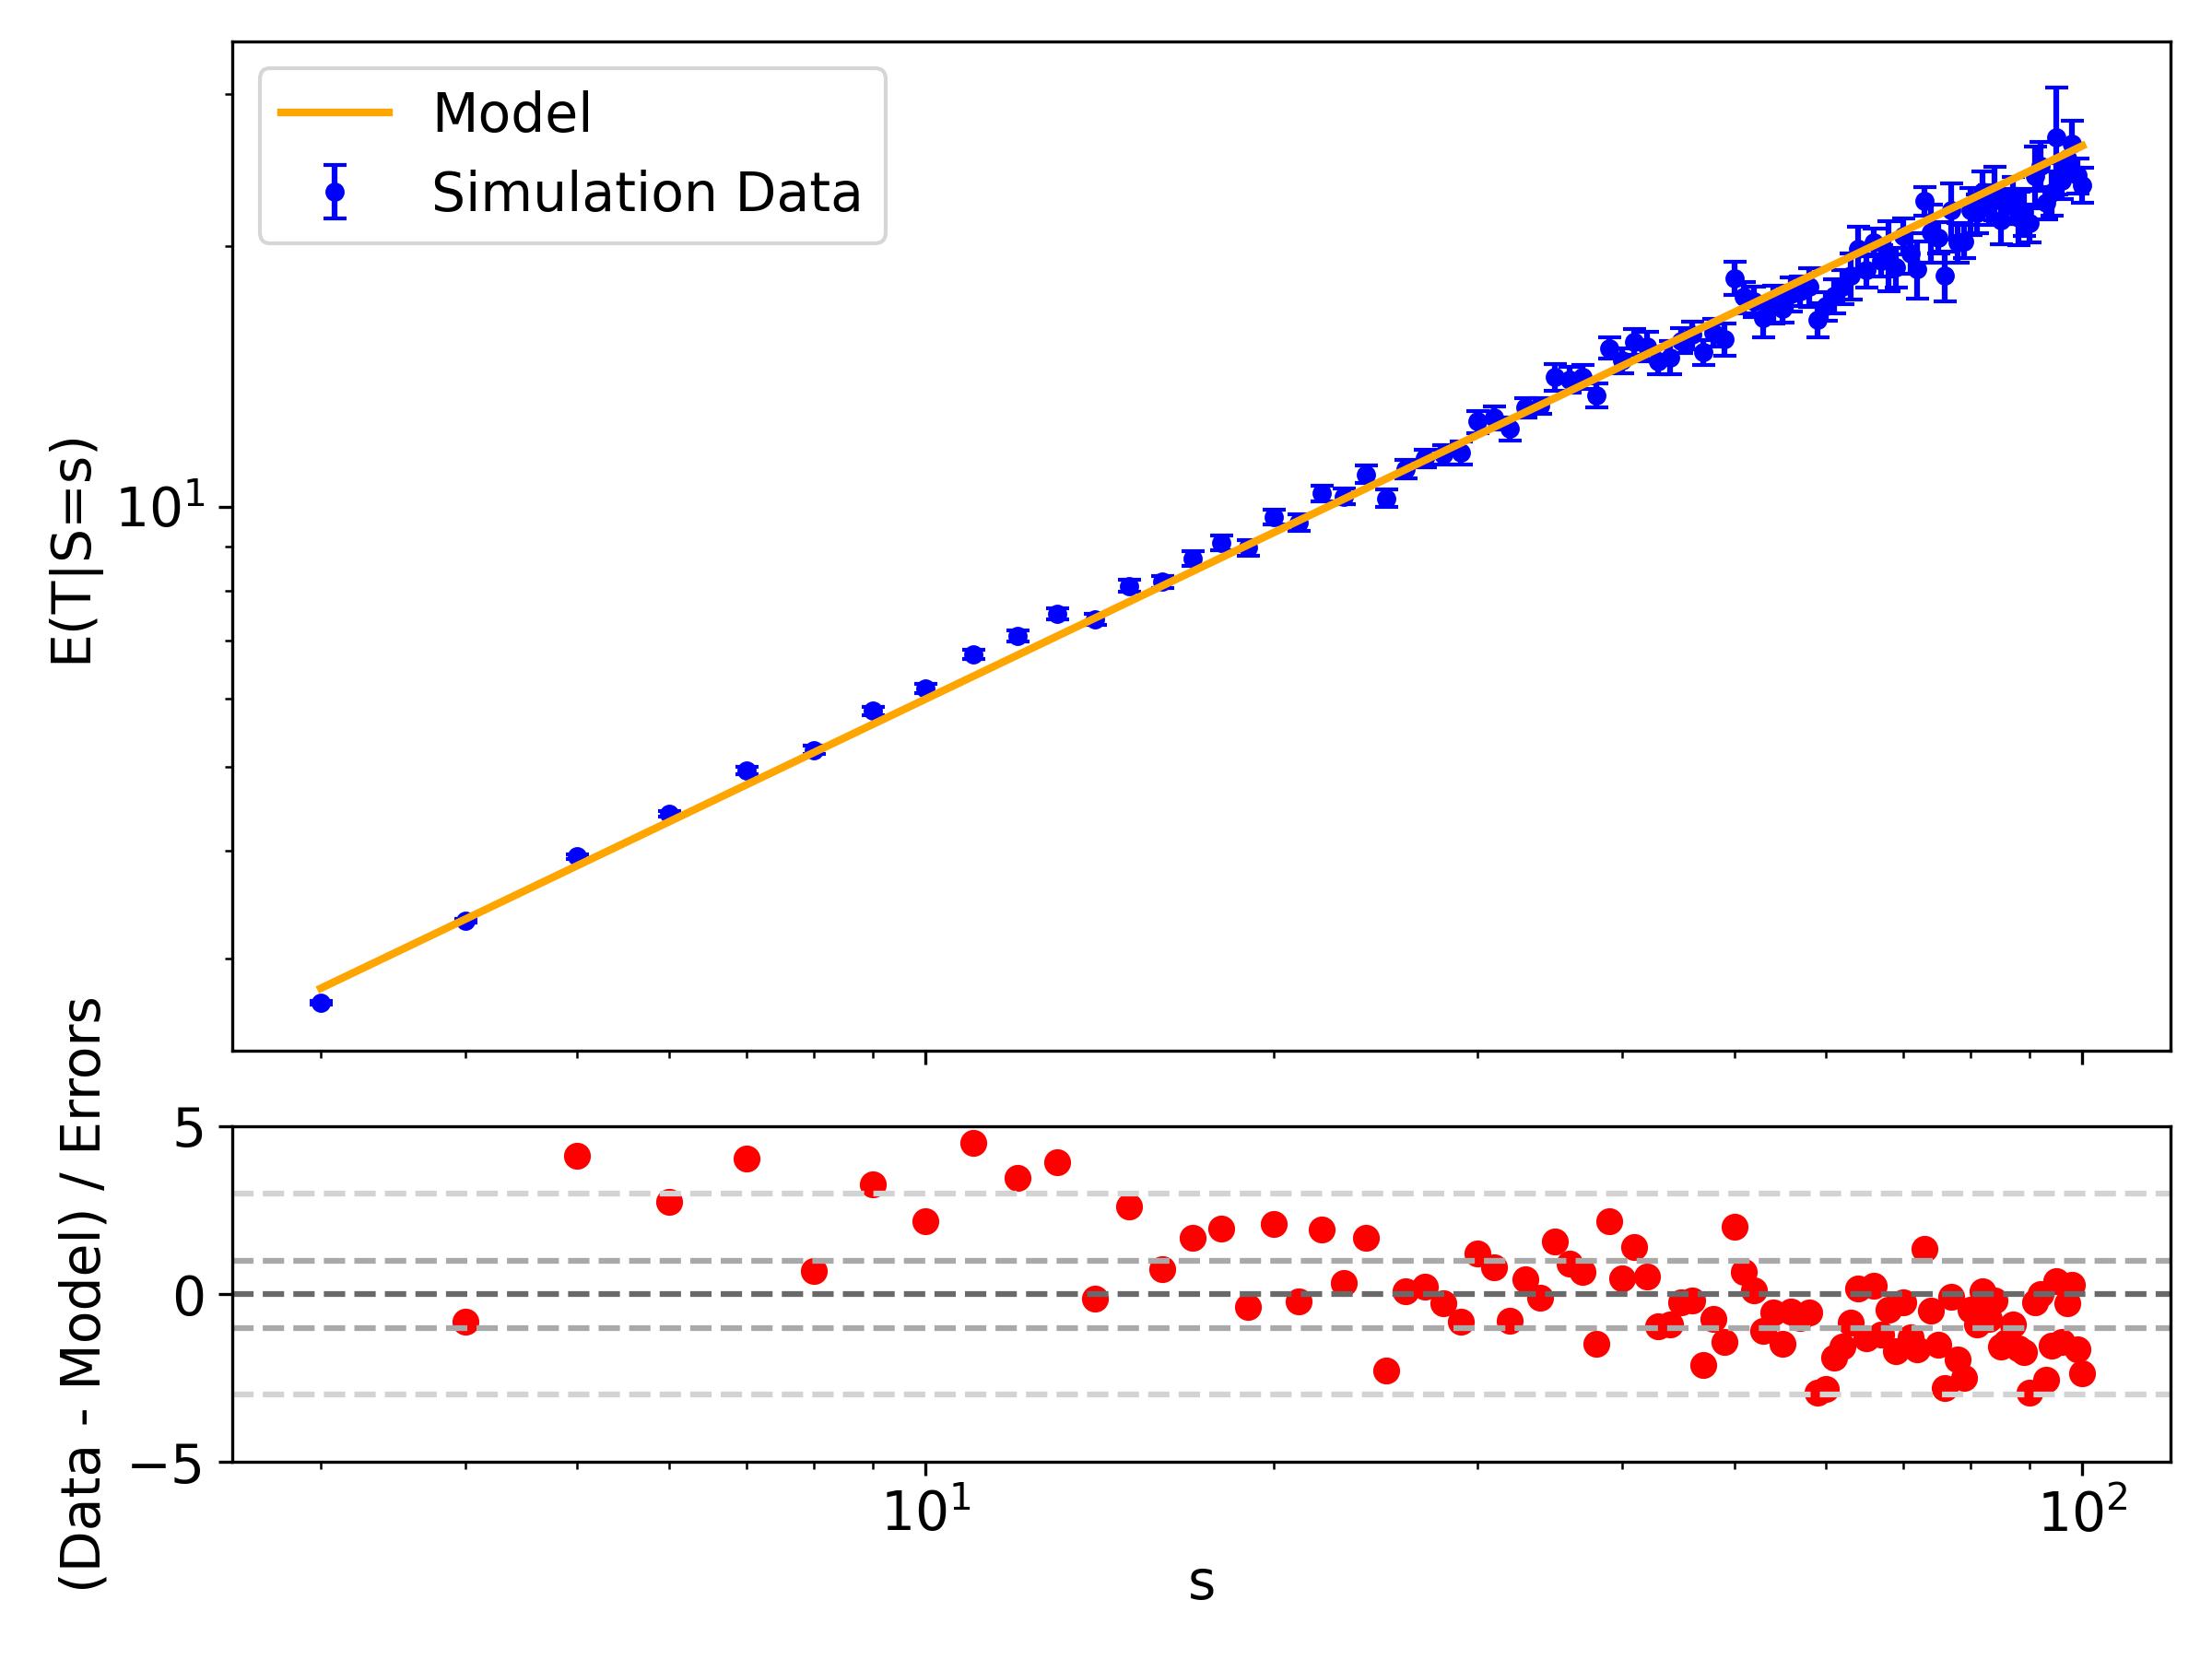 Model
Simulation Data
E(T|S=s)
10¹
(Data - Model) / Errors
5
0
−5
10¹
10²
s